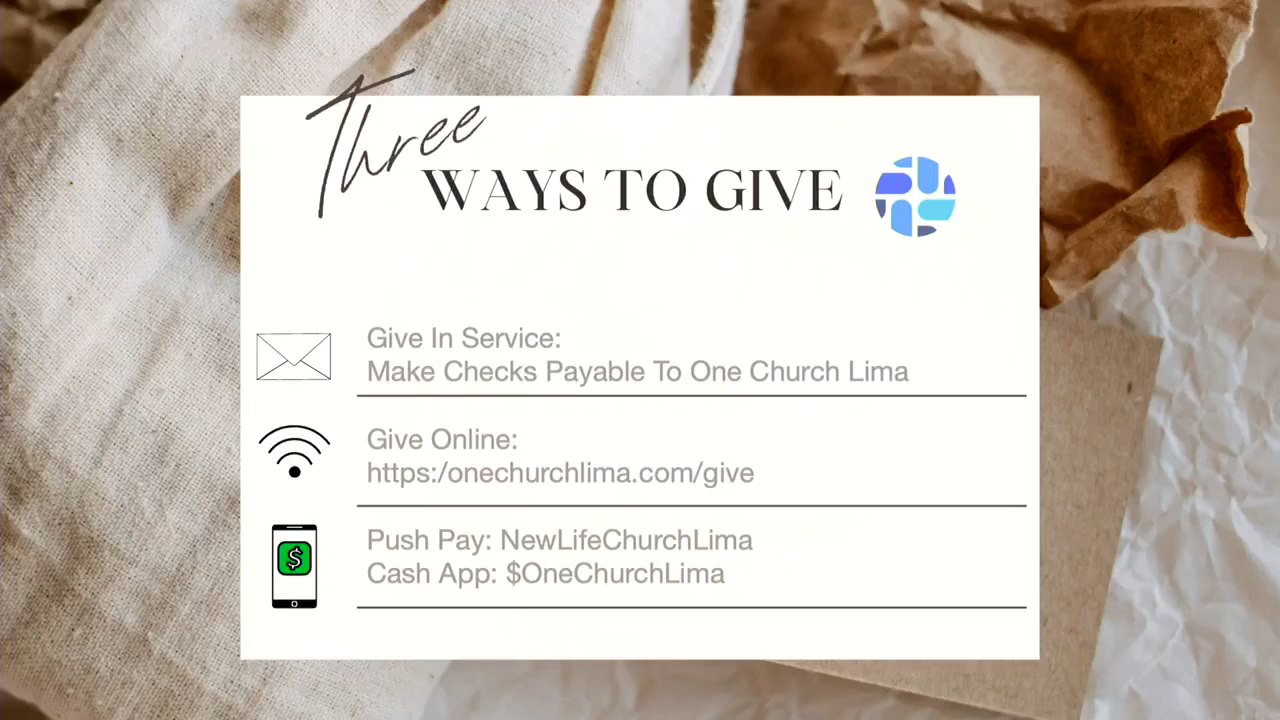 Three
WAYS TO GIVE
Give In Service:
Make Checks Payable To One Church Lima
Give Online:
https:/onechurchlima.com/give
$
Push Pay: NewLifeChurchLima
Cash App: $OneChurchLima